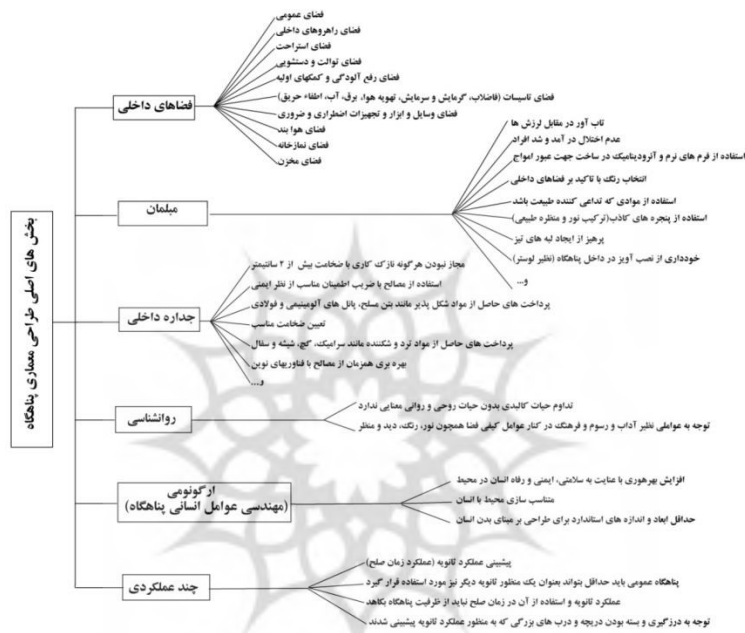 بخش های اصلی طراحی معماری پناهگاه
فضاهای داخلی
فضای عمومی
فضای راهروهای داخلی
فضای استراحت
فضای توالت و دستشویی
فضای رفع آلودگی و کمکهای اولیه
فضای تاسیسات (فاضلاب، گرمایش و سرمایش، تهویه هوا، برق، آب، اطفاء حریق)
فضای وسایل و ابزار و تجهیزات اضطراری و ضروری
فضای هوا بند
فضای نمازخانه
فضای مخزن
مبلمان
تاب آور در مقابل لرزش ها
عدم اختلال در آمد و شد افراد
استفاده از فرم های نرم و آئرودینامیک در ساخت جهت عبور امواج
انتخاب رنگ با تاکید بر فضاهای داخلی
استفاده از موادی که تداعی کننده طبیعت باشد
استفاده از پنجره های کاذب(ترکیب نور و منظره طبیعی)
پرهیز از ایجاد لبه های تیز
خودداری از نصب آویز در داخل پناهگاه (نظیر لوستر)
و...
جداره داخلی
مجاز نبودن هرگونه نازک کاری با ضخامت بیش از ۲ سانتیمتر
استفاده از مصالح با ضریب اطمینان مناسب از نظر ایمنی
پرداخت های حاصل از مواد شکل پذیر مانند بتن مسلح، پانل های آلومینیمی و فولادی
تعیین ضخامت مناسب
پرداخت های حاصل از مواد ترد و شکننده مانند سرامیک، گچ، شیشه و سفال
بهره بری همزمان از مصالح با فناوریهای نوین
و....
روانشناسی
تداوم حیات کالبدی بدون حیات روحی و روانی معنایی ندارد
توجه به عواملی نظیر آداب و رسوم و فرهنگ در کنار عوامل کیفی فضا همچون نور، رنگ، دید و منظر
ارگونومی
(مهندسی عوامل انسانی پناهگاه)
افزایش بهرهوری با عنایت به سلامتی، ایمنی و رفاه انسان در محیط
متناسب سازی محیط با انسان
حداقل ابعاد و اندازه های استاندارد برای طراحی بر مبنای بدن انسان
چند عملکردی
پیشبینی عملکرد ثانویه (عملکرد زمان صلح)
پناهگاه عمومی باید حداقل بتواند بعنوان یک منظور ثانویه دیگر نیز مورد استفاده قرار گیرد
عملکرد ثانویه و استفاده از آن در زمان صلح نباید از ظرفیت پناهگاه بکاهد
توجه به درزگیری و بسته بودن دریچه و درب های بزرگی که به منظور عملکرد ثانویه پیشبینی شدند